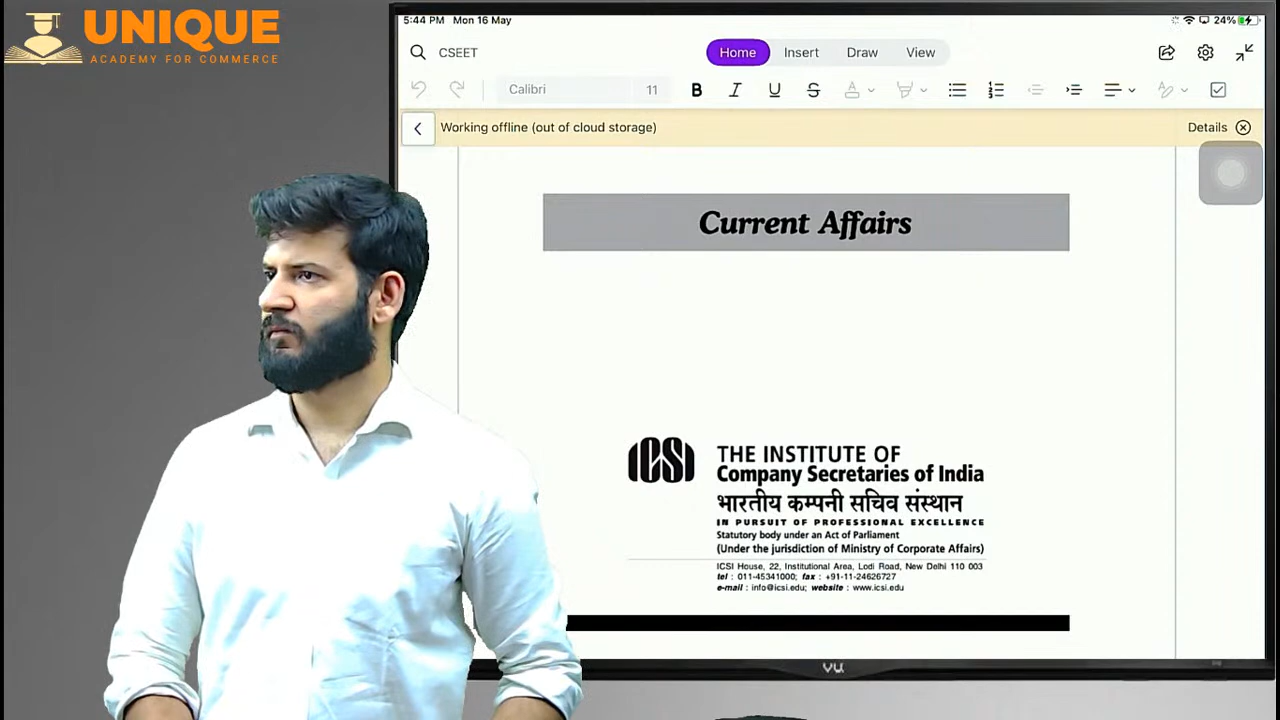 UNIQUE
ACADEMY FOR COMMERCE
5:44 PM Mon 16 May
24%
CSEET
Home Insert Draw View
Calibri 11 B I U S A
Working offline (out of cloud storage)
Details
Current Affairs
ICSI
THE INSTITUTE OF
Company Secretaries of India
भारतीय कम्पनी सचिव संस्थान
IN PURSUIT OF PROFESSIONAL EXCELLENCE
Statutory body under an Act of Parliament
(Under the jurisdiction of Ministry of Corporate Affairs)
ICSI House, 22, Institutional Area, Lodi Road, New Delhi 110 003
tel : 011-45341000; fax : +91-11-24626727
e-mail : info@icsi.edu; website : www.icsi.edu
VU